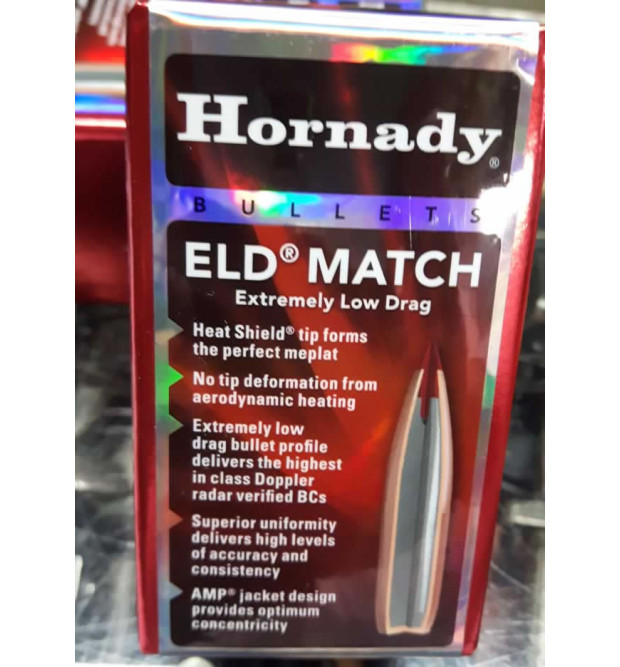 Hornady®
BULLETS
ELD® MATCH
Extremely Low Drag
Heat Shield® tip forms
the perfect meplat
No tip deformation from
aerodynamic heating
Extremely low
drag bullet profile
delivers the highest
in class Doppler
radar verified BCs
Superior uniformity
delivers high levels
of accuracy and
consistency
AMP® jacket design
provides optimum
concentricity